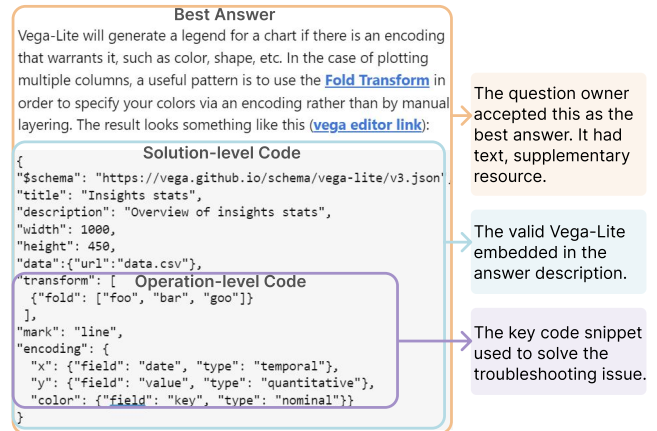 Best Answer
Vega-Lite will generate a legend for a chart if there is an encoding
that warrants it, such as color, shape, etc. In the case of plotting
multiple columns, a useful pattern is to use the Fold Transform in
order to specify your colors via an encoding rather than by manual
layering. The result looks something like this (vega editor link):
Solution-level Code
{
"$schema": "https://vega.github.io/schema/vega-lite/v3.json",
"title": "Insights stats",
"description": "Overview of insights stats",
"width": 1000,
"height": 450,
"data":{"url":"data.csv"},
"transform": [
Operation-level Code
{"fold": ["foo", "bar", "goo"]}
],
"mark": "line",
"encoding": {
"x": {"field": "date", "type": "temporal"},
"y": {"field": "value", "type": "quantitative"},
"color": {"field": "key", "type": "nominal"}}
}
The question owner
accepted this as the
best answer. It had
text, supplementary
resource.
The valid Vega-Lite
embedded in the
answer description.
The key code snippet
used to solve the
troubleshooting issue.